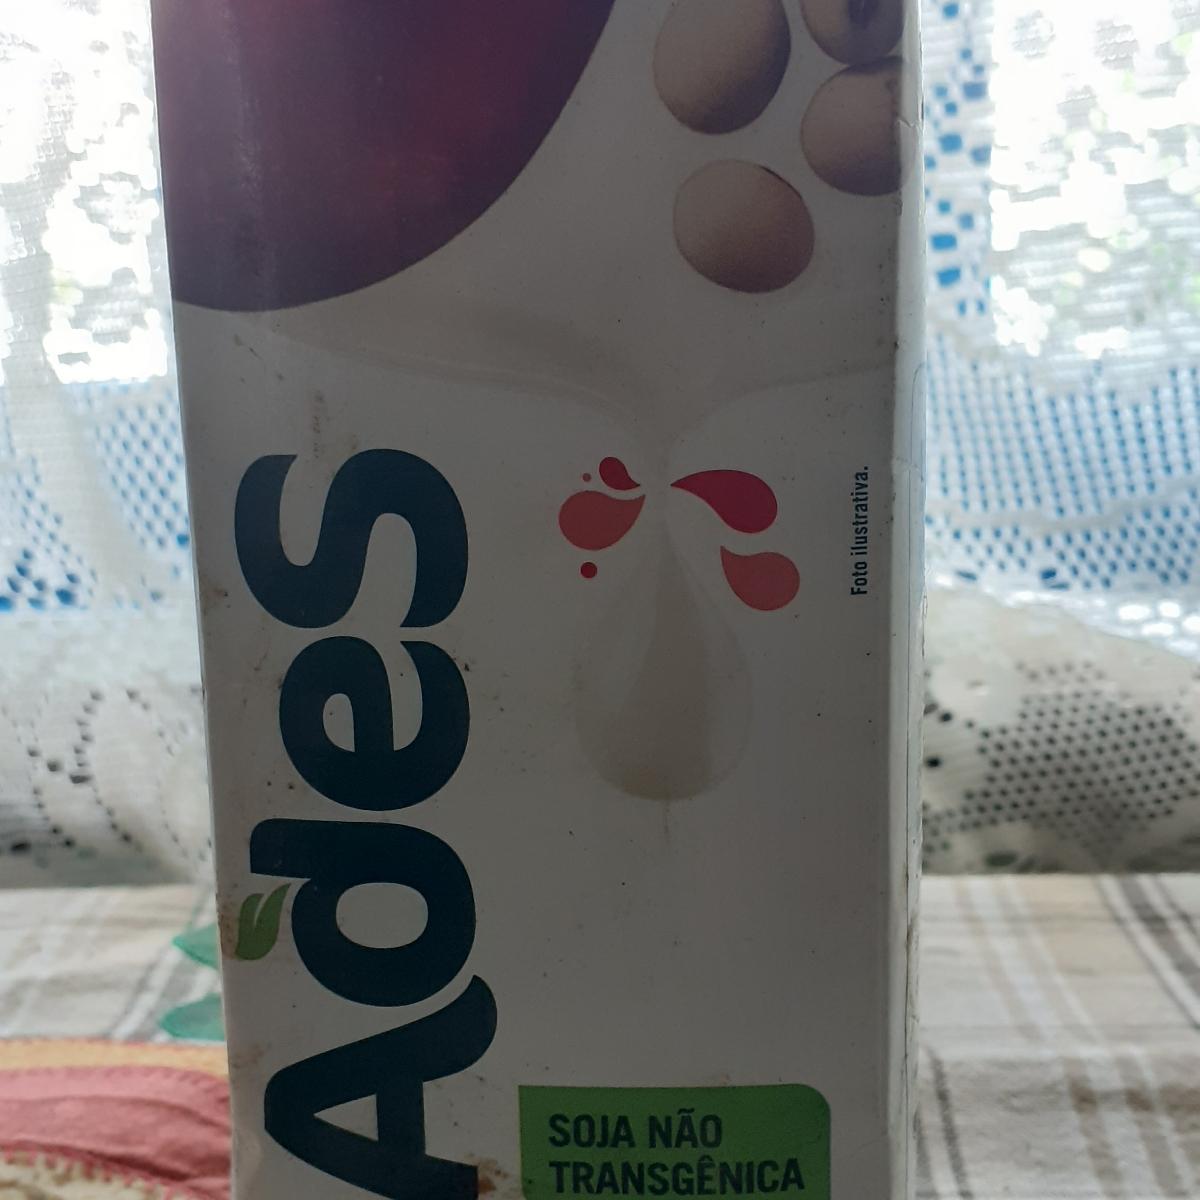 AdeS
Foto ilustrativa.
SOJA NÃO
TRANSGÊNICA